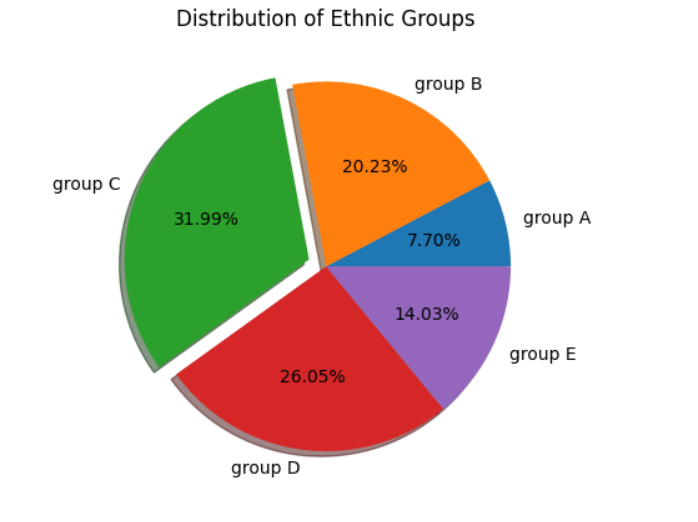 Distribution of Ethnic Groups
group B
20.23%
group C
31.99%
group A
7.70%
14.03%
group E
26.05%
group D